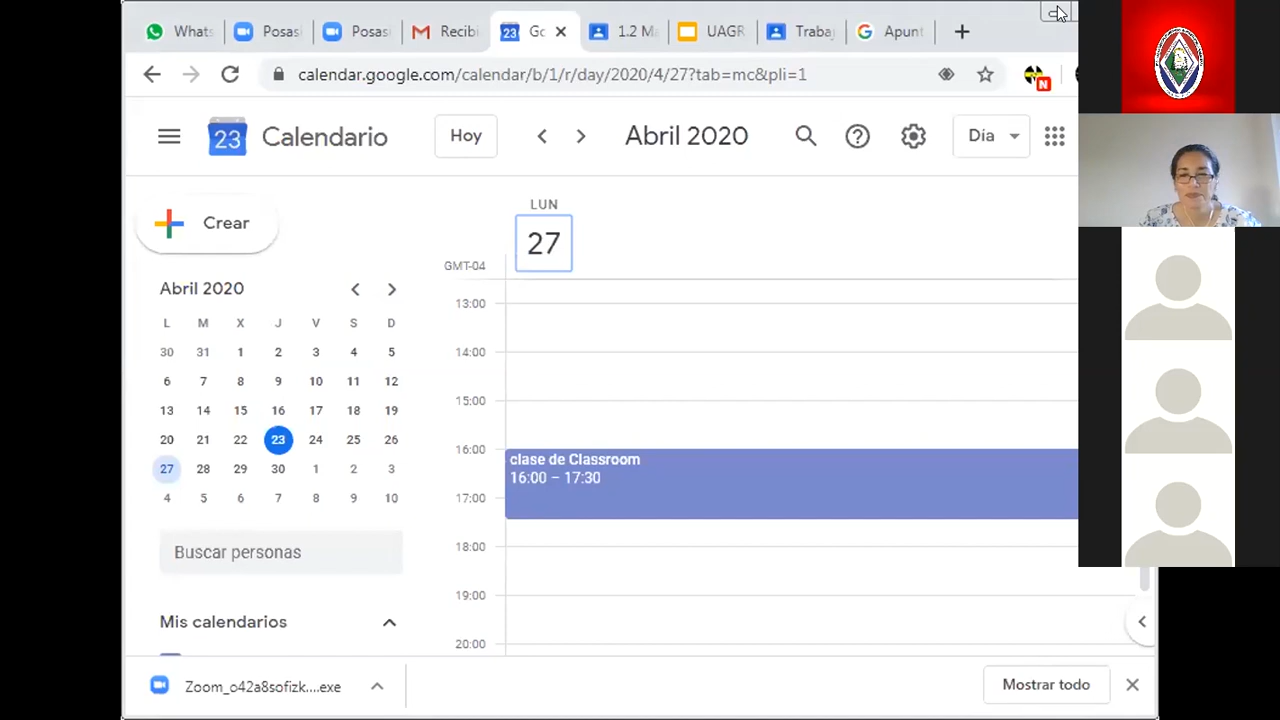 Whats
Posas
Posas
Recibi
23
Go
1.2 Ma
UAGR
Trabaj
Apunt
calendar.google.com/calendar/b/1/r/day/2020/4/27?tab=mc&pli=1
N
23
Calendario
Hoy
Abril 2020
Día
Crear
LUN
27
GMT-04
Abril 2020
L M X J V S D
30 31 1 2 3 4 5
6 7 8 9 10 11 12
13 14 15 16 17 18 19
20 21 22 23 24 25 26
27 28 29 30 1 2 3
4 5 6 7 8 9 10
Buscar personas
Mis calendarios
13:00
14:00
15:00
16:00
clase de Classroom
16:00 – 17:30
17:00
18:00
19:00
20:00
Zoom_o42a8sofizk....exe
Mostrar todo